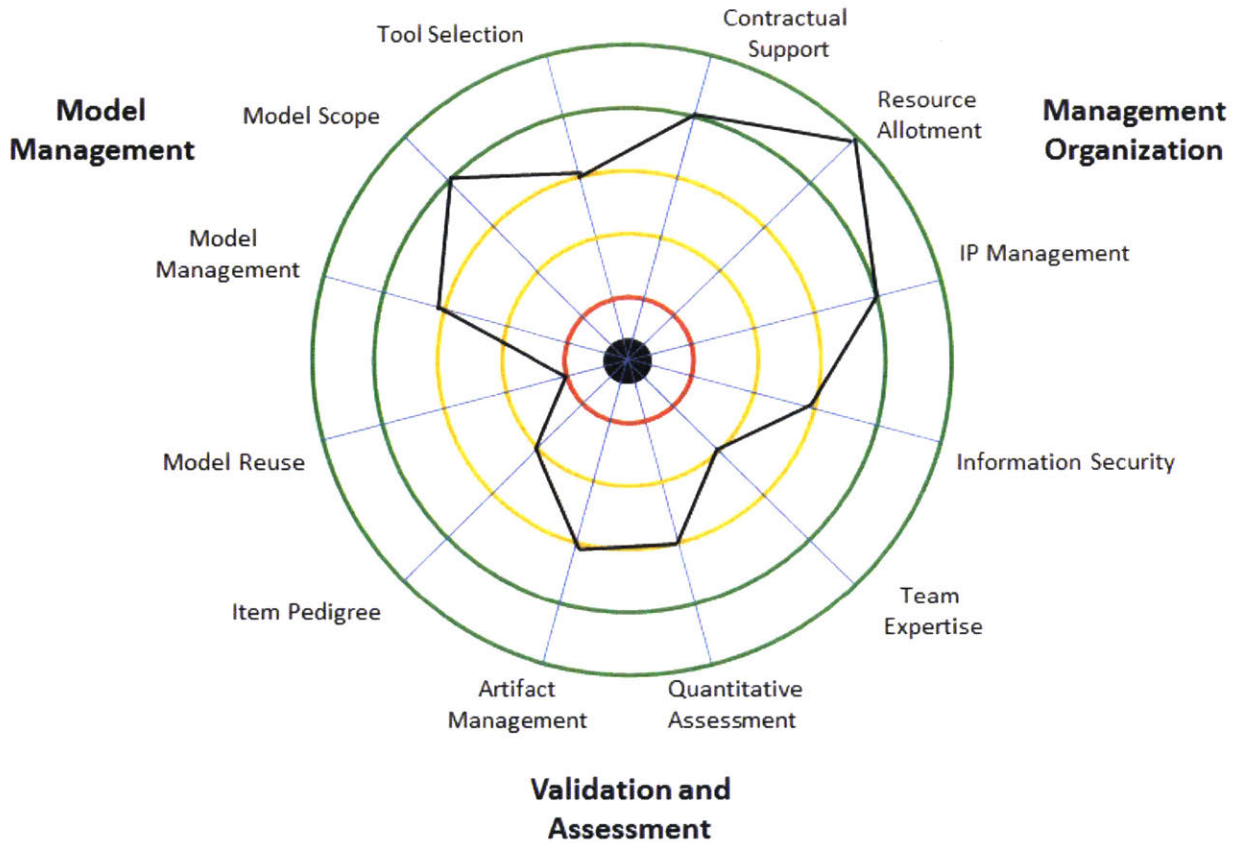 Tool Selection
Contractual
Support
Model Scope
Resource
Allotment
Model
Management
Management
Organization
Model
Management
IP Management
Model Reuse
Information Security
Item Pedigree
Team
Expertise
Artifact
Management
Quantitative
Assessment
Validation and
Assessment